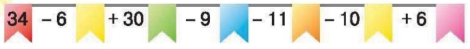 34 – 6 + 30 – 9 – 11 – 10 + 6